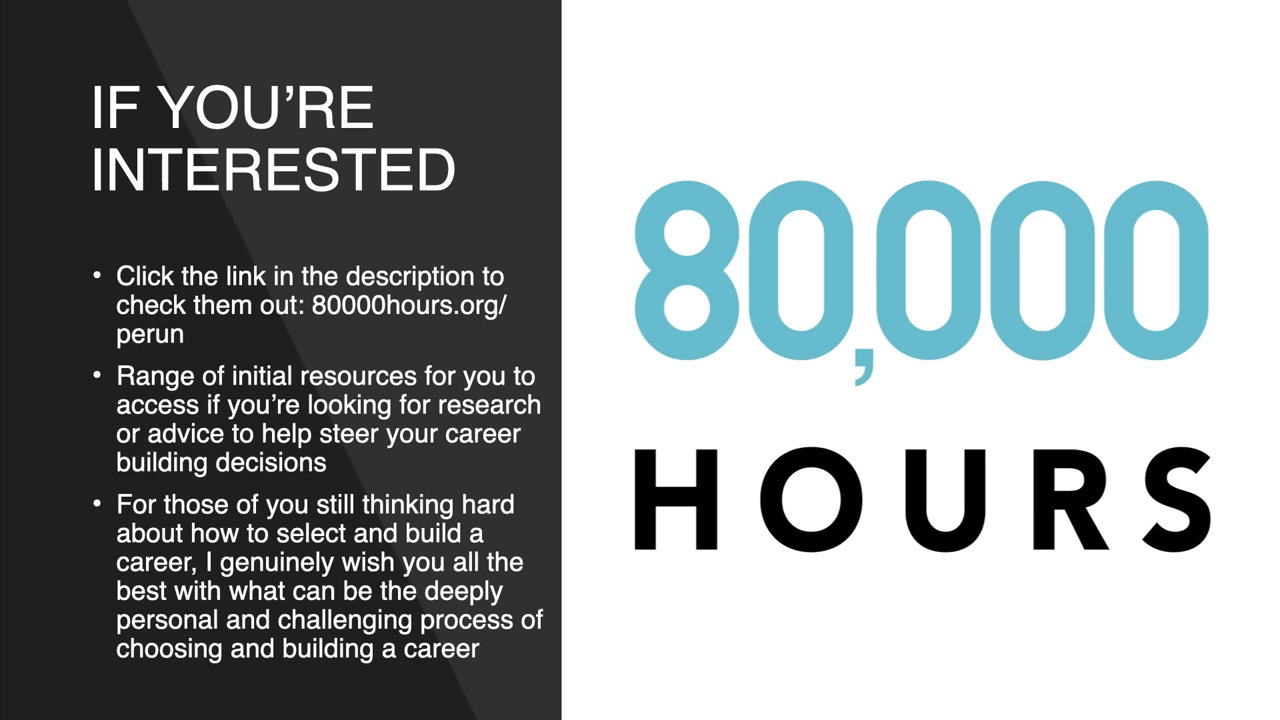 IF YOU’RE
INTERESTED
• Click the link in the description to
check them out: 80000hours.org/
perun
• Range of initial resources for you to
access if you’re looking for research
or advice to help steer your career
building decisions
• For those of you still thinking hard
about how to select and build a
career, I genuinely wish you all the
best with what can be the deeply
personal and challenging process of
choosing and building a career
80,000
HOURS